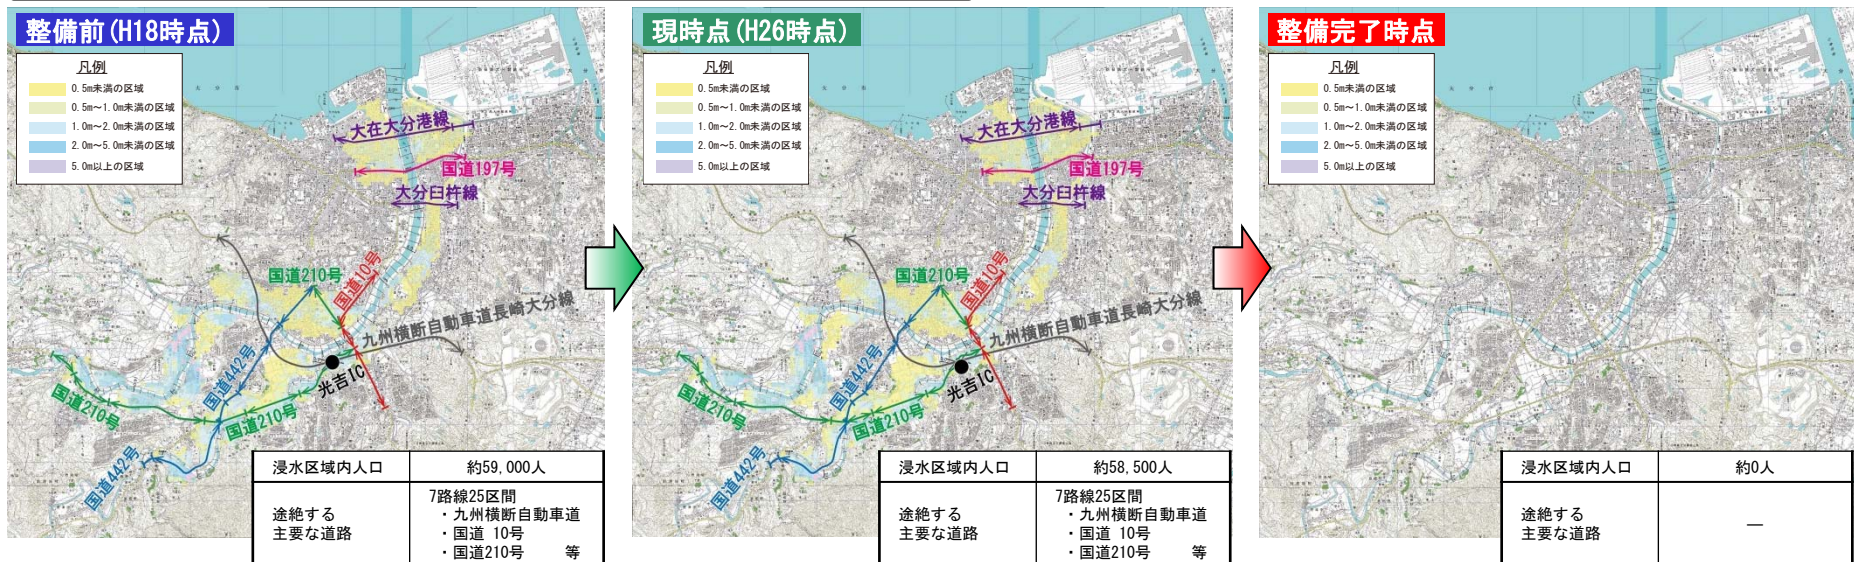 整備前(H18時点)
凡例
0.5m未満の区域
0.5m～1.0m未満の区域
1.0m～2.0m未満の区域
2.0m～5.0m未満の区域
5.0m以上の区域
大在大分港線
国道197号
大分臼杵線
国道210号
国道10号
九州横断自動車道長崎大分線
国道442号
光吉IC
国道210号
国道210号
国道442号
浸水区域内人口
約59,000人
途絶する
主要な道路
7路線25区間
・九州横断自動車道
・国道 10号
・国道210号 等
現時点(H26時点)
凡例
0.5m未満の区域
0.5m～1.0m未満の区域
1.0m～2.0m未満の区域
2.0m～5.0m未満の区域
5.0m以上の区域
大在大分港線
国道197号
大分臼杵線
国道210号
国道10号
九州横断自動車道長崎大分線
国道442号
光吉IC
国道210号
国道210号
国道442号
浸水区域内人口
約58,500人
途絶する
主要な道路
7路線25区間
・九州横断自動車道
・国道 10号
・国道210号 等
整備完了時点
凡例
0.5m未満の区域
0.5m～1.0m未満の区域
1.0m～2.0m未満の区域
2.0m～5.0m未満の区域
5.0m以上の区域
浸水区域内人口
約0人
途絶する
主要な道路
―